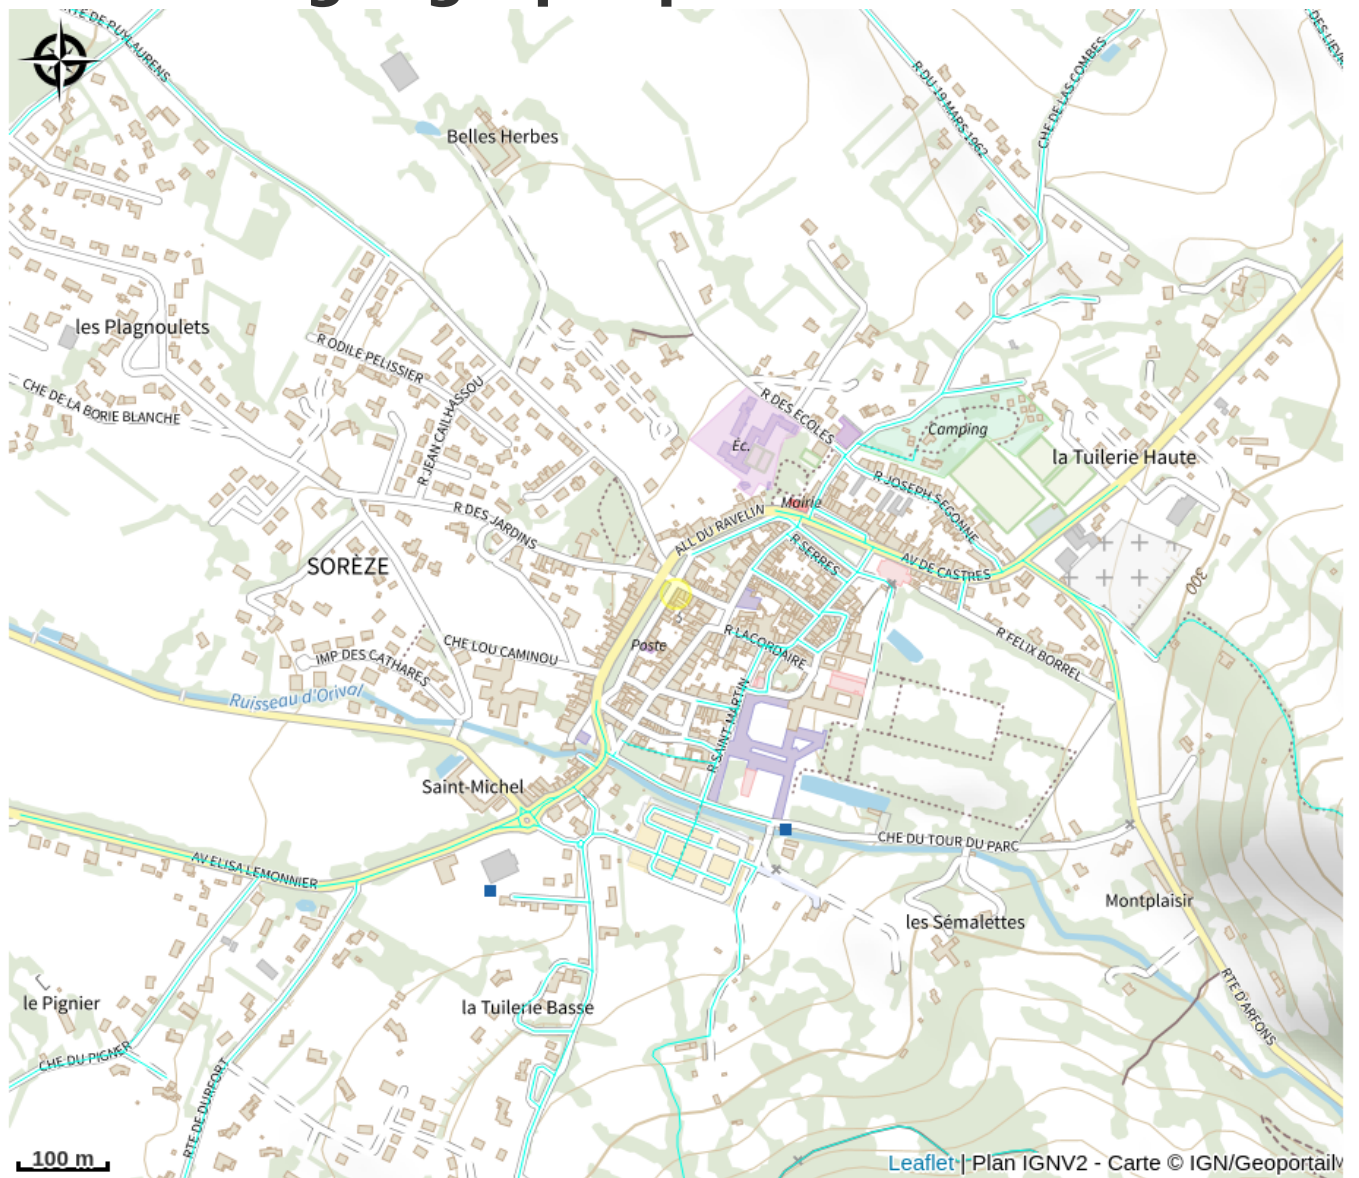 RTE DE PUYLAURENS
Belles Herbes
R DU 19 MARS 1962
CHE DE LAS COMBES
les Plagnoulets
R ODILE PELISSIER
CHE DE LA BORIE BLANCHE
R JEAN CAILHASSOU
R DES ECOLES
Éc.
Camping
la Tuilerie Haute
R JOSEPH SEGONNE
Mairie
R DES JARDINS
ALL DU RAVELIN
R SERRES
AV DE CASTRES
SORÈZE
300
CHE LOU CAMINOU
Poste
R LACORDAIRE
R FELIX BORREL
IMP DES CATHARES
Ruisseau d'Orival
R SAINT-MARTIN
Saint-Michel
CHE DU TOUR DU PARC
AV ELISA LEMONNIER
Montplaisir
les Sémalettes
le Pignier
la Tuilerie Basse
RTE D'ARFONS
CHE DU PIGNER
RTE DE DURFORT
100 m
Leaflet | Plan IGNV2 - Carte © IGN/Geoportail